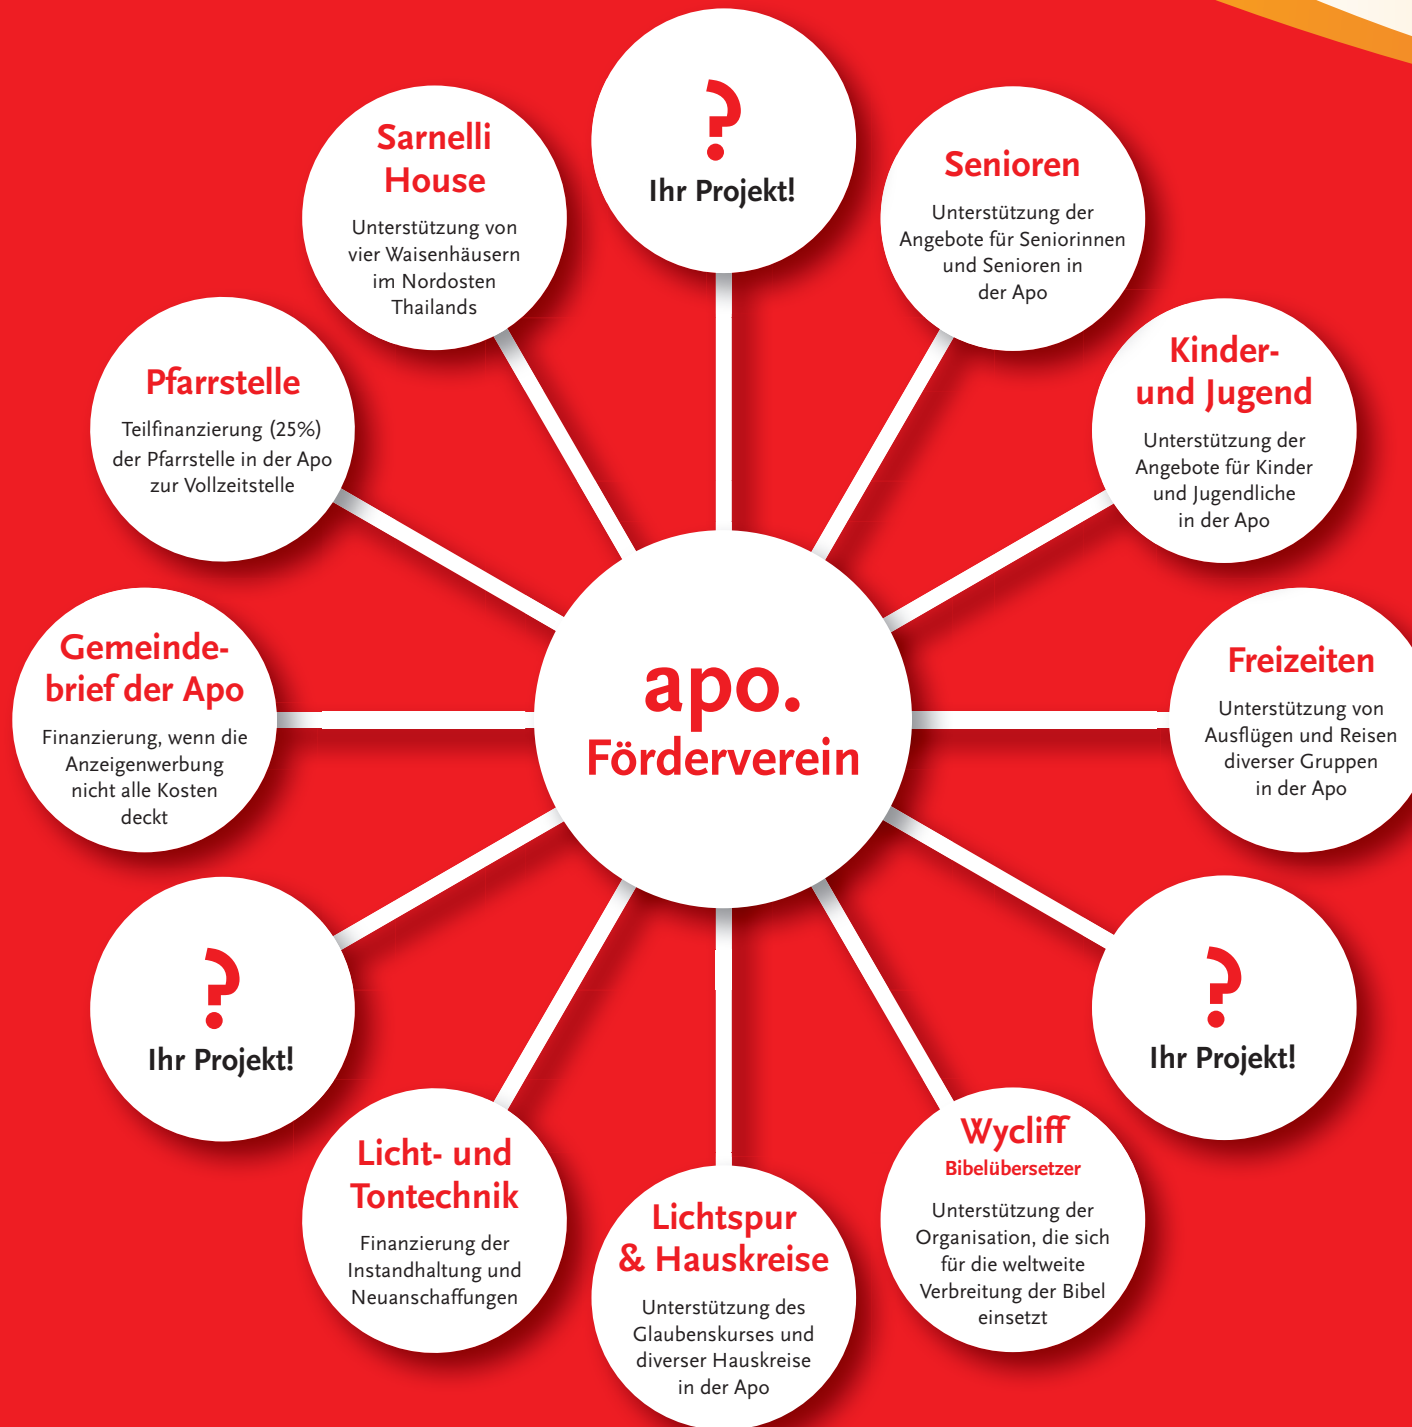 ?
Ihr Projekt!
Senioren
Unterstützung der
Angebote für Seniorinnen
und Senioren in
der Apo
Kinder-
und Jugend
Unterstützung der
Angebote für Kinder
und Jugendliche
in der Apo
Freizeiten
Unterstützung von
Ausflügen und Reisen
diverser Gruppen
in der Apo
?
Ihr Projekt!
Wycliff
Bibelübersetzer
Unterstützung der
Organisation, die sich
für die weltweite
Verbreitung der Bibel
einsetzt
Lichtspur
& Hauskreise
Unterstützung des
Glaubenskurses und
diverser Hauskreise
in der Apo
Licht- und
Tontechnik
Finanzierung der
Instandhaltung und
Neuanschaffungen
?
Ihr Projekt!
Gemeinde-
brief der Apo
Finanzierung, wenn die
Anzeigenwerbung
nicht alle Kosten
deckt
Pfarrstelle
Teilfinanzierung (25%)
der Pfarrstelle in der Apo
zur Vollzeitstelle
Sarnelli
House
Unterstützung von
vier Waisenhäusern
im Nordosten
Thailands
apo.
Förderverein